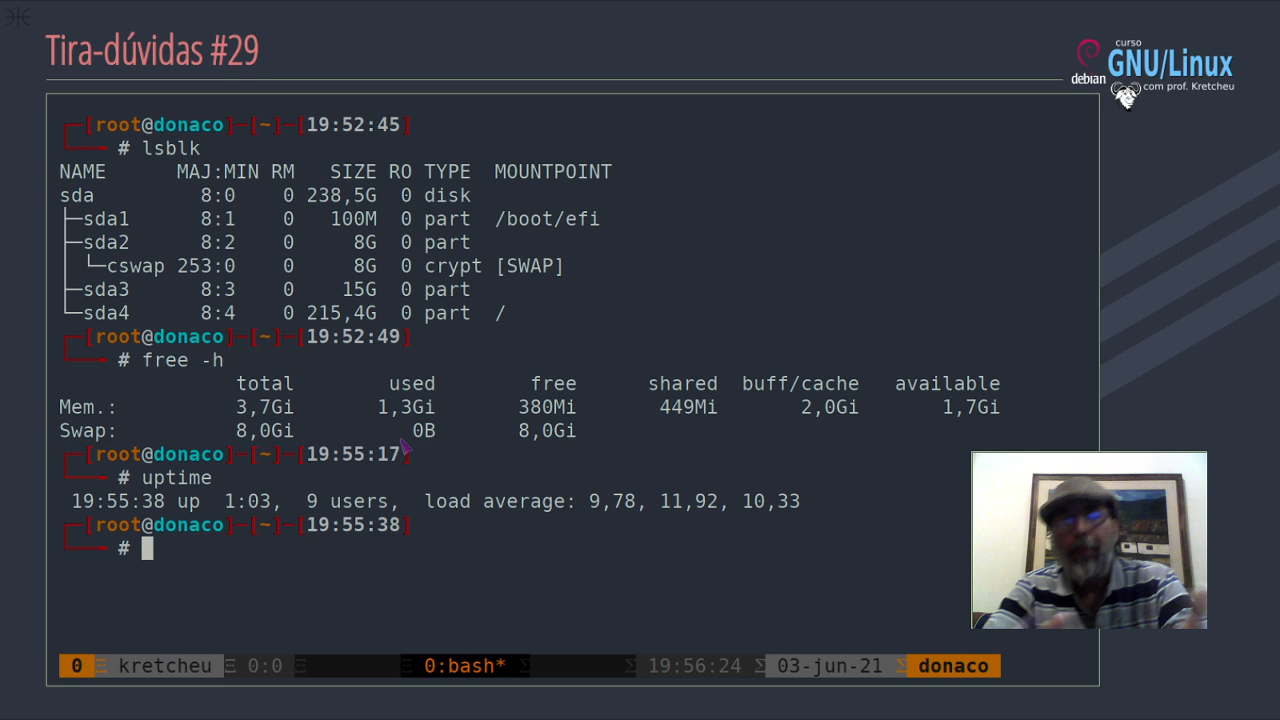 Tira-dúvidas #29
curso
GNU/Linux
debian
com prof. Kretcheu
[root@donaco]-[~]-[19:52:45]
# lsblk
NAME MAJ:MIN RM SIZE RO TYPE MOUNTPOINT
sda 8:0 0 238,5G 0 disk
├─sda1 8:1 0 100M 0 part /boot/efi
├─sda2 8:2 0 8G 0 part
│ └─cswap 253:0 0 8G 0 crypt [SWAP]
├─sda3 8:3 0 15G 0 part
└─sda4 8:4 0 215,4G 0 part /
[root@donaco]-[~]-[19:52:49]
# free -h
total used free shared buff/cache available
Mem.: 3,7Gi 1,3Gi 380Mi 449Mi 2,0Gi 1,7Gi
Swap: 8,0Gi 0B 8,0Gi
[root@donaco]-[~]-[19:55:17]
# uptime
19:55:38 up 1:03, 9 users, load average: 9,78, 11,92, 10,33
[root@donaco]-[~]-[19:55:38]
#
0 Ξ kretcheu Ξ 0:0 Ξ 0:bash* Σ Σ 19:56:24 Σ 03-jun-21 Σ donaco